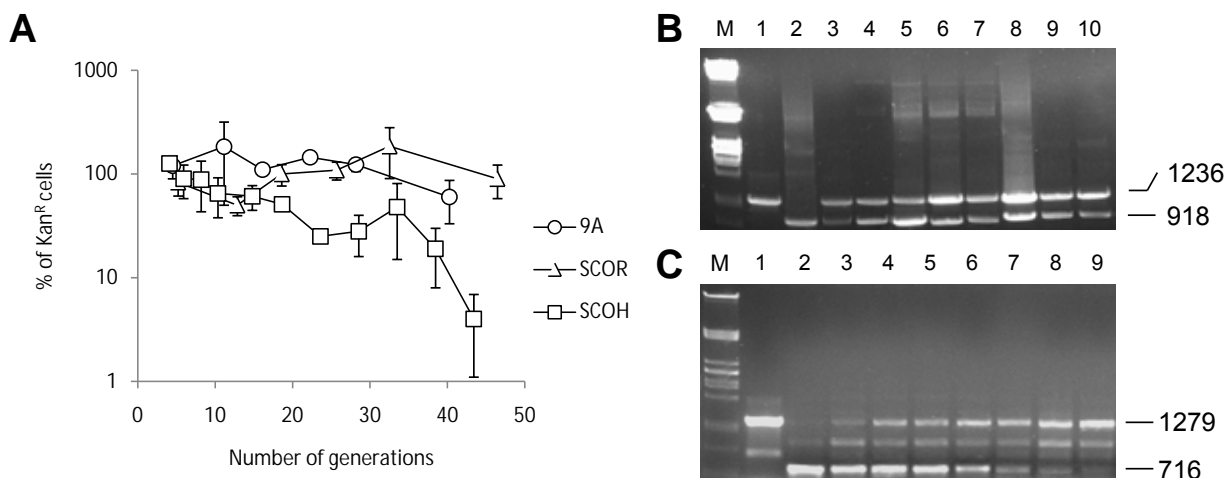 A
1000
100
10
1
% of Kanᴿ cells
0 10 20 30 40 50
Number of generations
9A
SCOR
SCOH
B
M 1 2 3 4 5 6 7 8 9 10
1236
918
C
M 1 2 3 4 5 6 7 8 9
1279
716